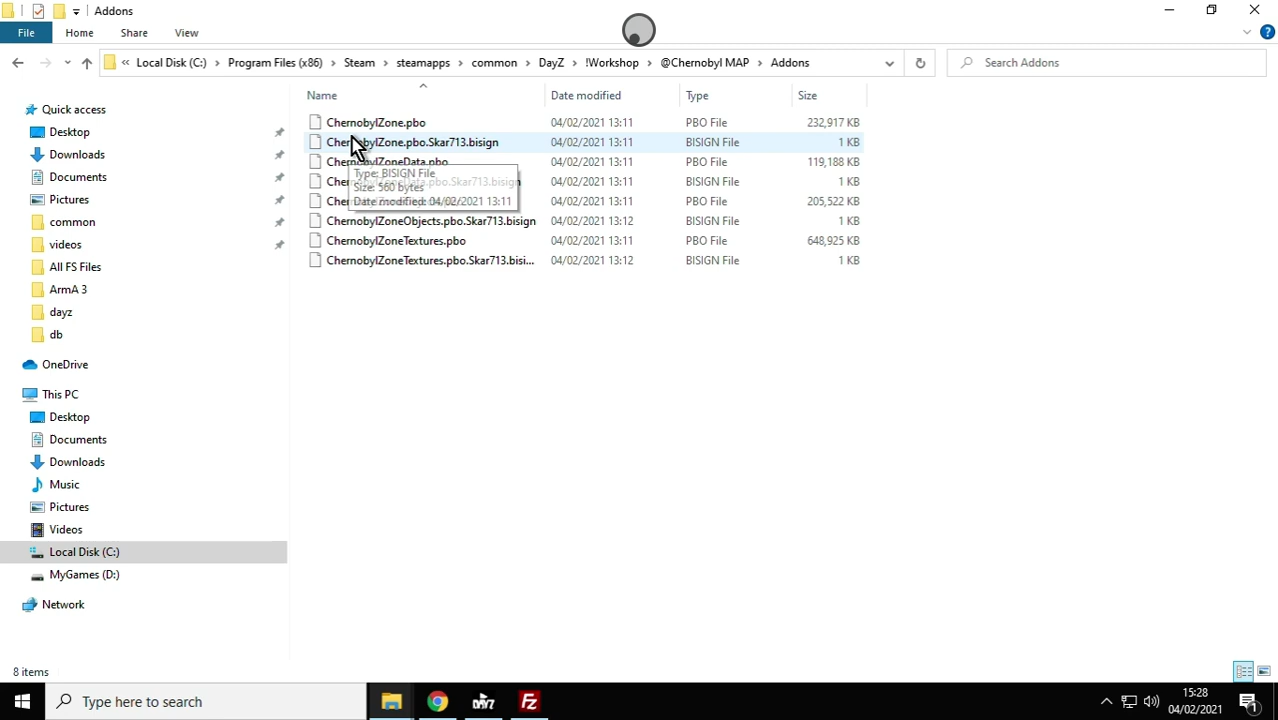 Addons
File Home Share View
« Local Disk (C:) › Program Files (x86) › Steam › steamapps › common › DayZ › !Workshop › @Chernobyl MAP › Addons
Search Addons
Name Date modified Type Size
ChernobylZone.pbo 04/02/2021 13:11 PBO File 232,917 KB
ChernobylZone.pbo.Skar713.bisign 04/02/2021 13:11 BISIGN File 1 KB
ChernobylZoneData.pbo 04/02/2021 13:11 PBO File 119,188 KB
04/02/2021 13:11 BISIGN File 1 KB
04/02/2021 13:11 PBO File 205,522 KB
Type: BISIGN File
Size: 560 bytes
Date modified: 04/02/2021 13:11
ChernobylZoneObjects.pbo.Skar713.bisign 04/02/2021 13:12 BISIGN File 1 KB
ChernobylZoneTextures.pbo 04/02/2021 13:11 PBO File 648,925 KB
ChernobylZoneTextures.pbo.Skar713.bisi... 04/02/2021 13:12 BISIGN File 1 KB
Quick access
Desktop
Downloads
Documents
Pictures
common
videos
All FS Files
ArmA 3
dayz
db
OneDrive
This PC
Desktop
Documents
Downloads
Music
Pictures
Videos
Local Disk (C:)
MyGames (D:)
Network
8 items
Type here to search
DAYZ
FZ
15:28
04/02/2021
1